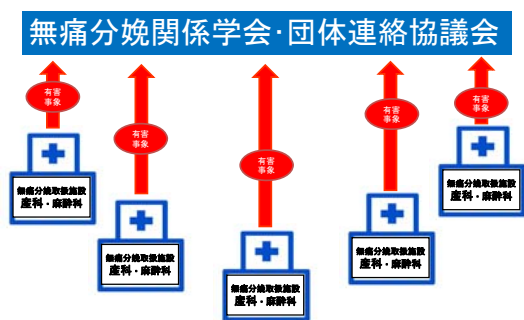 無痛分娩関係学会・団体連絡協議会
有害
事象
有害
事象
有害
事象
有害
事象
有害
事象
無痛分娩取扱施設
産科・麻酔科
無痛分娩取扱施設
産科・麻酔科
無痛分娩取扱施設
産科・麻酔科
無痛分娩取扱施設
産科・麻酔科
無痛分娩取扱施設
産科・麻酔科